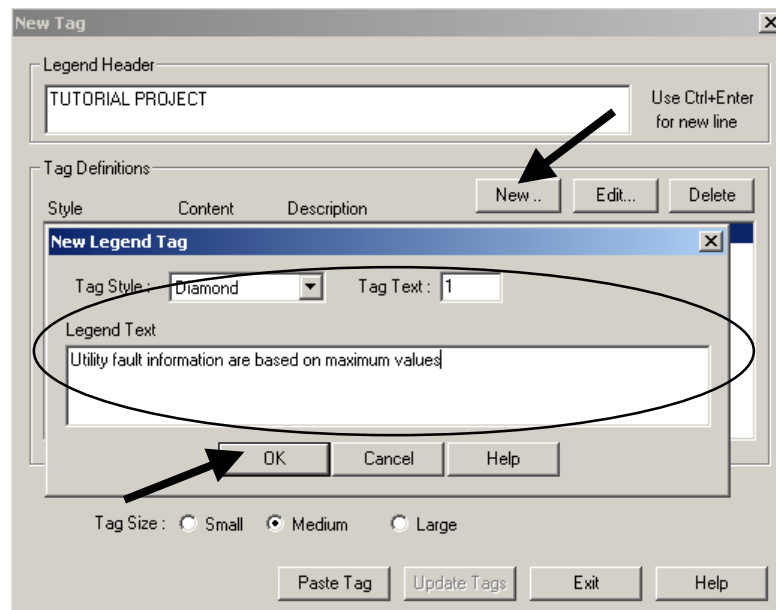 New Tag
Legend Header
TUTORIAL PROJECT
Use Ctrl+Enter
for new line
Tag Definitions
New .. Edit... Delete
Style Content Description
New Legend Tag
Tag Style : Diamond Tag Text : 1
Legend Text
Utility fault information are based on maximum values
OK Cancel Help
Tag Size : Small Medium Large
Paste Tag Update Tags Exit Help